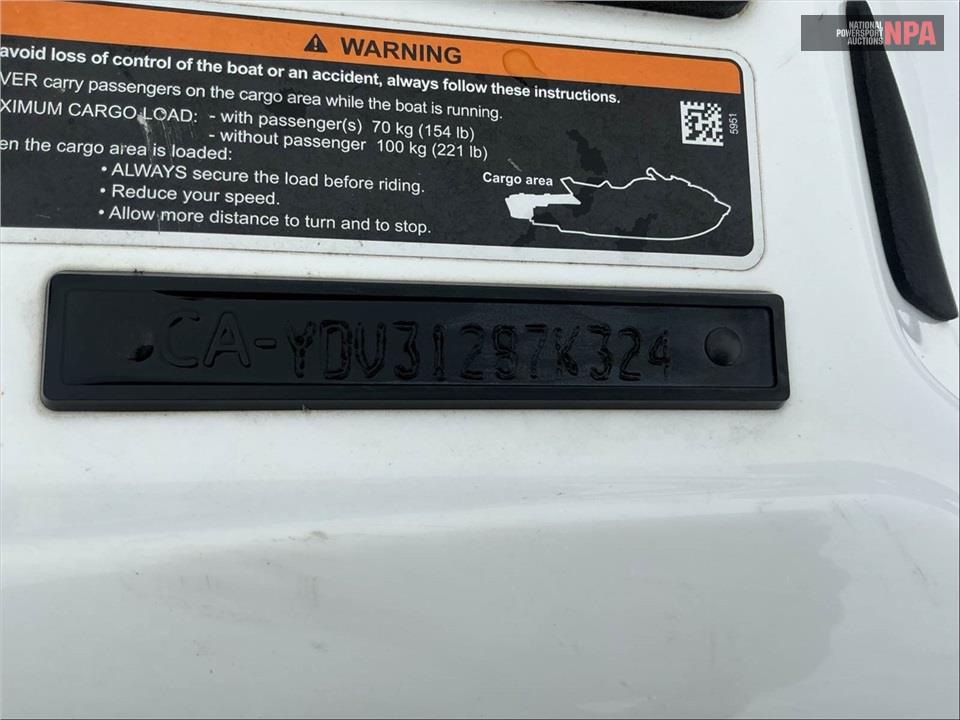 NATIONAL
POWERSPORT
AUCTIONS
NPA
WARNING
avoid loss of control of the boat or an accident, always follow these instructions.
VER carry passengers on the cargo area while the boat is running.
XIMUM CARGO LOAD: - with passenger(s) 70 kg (154 lb)
- without passenger 100 kg (221 lb)
en the cargo area is loaded:
• ALWAYS secure the load before riding.
• Reduce your speed.
• Allow more distance to turn and to stop.
Cargo area
5951
CA-YDV31297K324